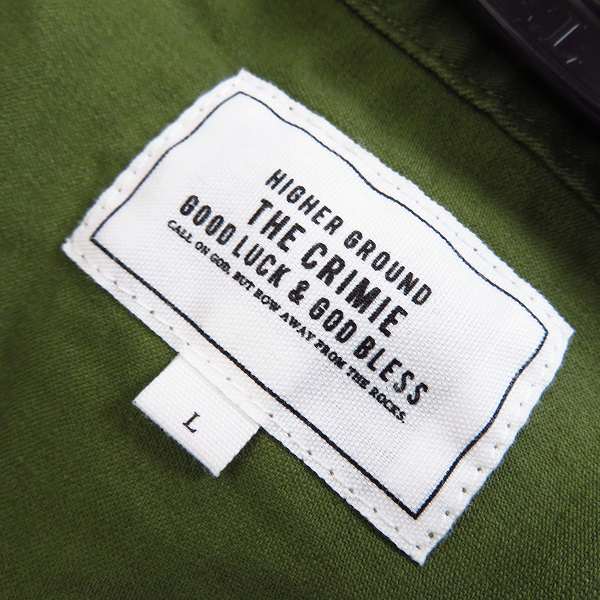 HIGHER GROUND
THE CRIMIE
GOOD LUCK & GOD BLESS
CALL ON GOD, BUT ROW AWAY FROM THE ROCKS.
L